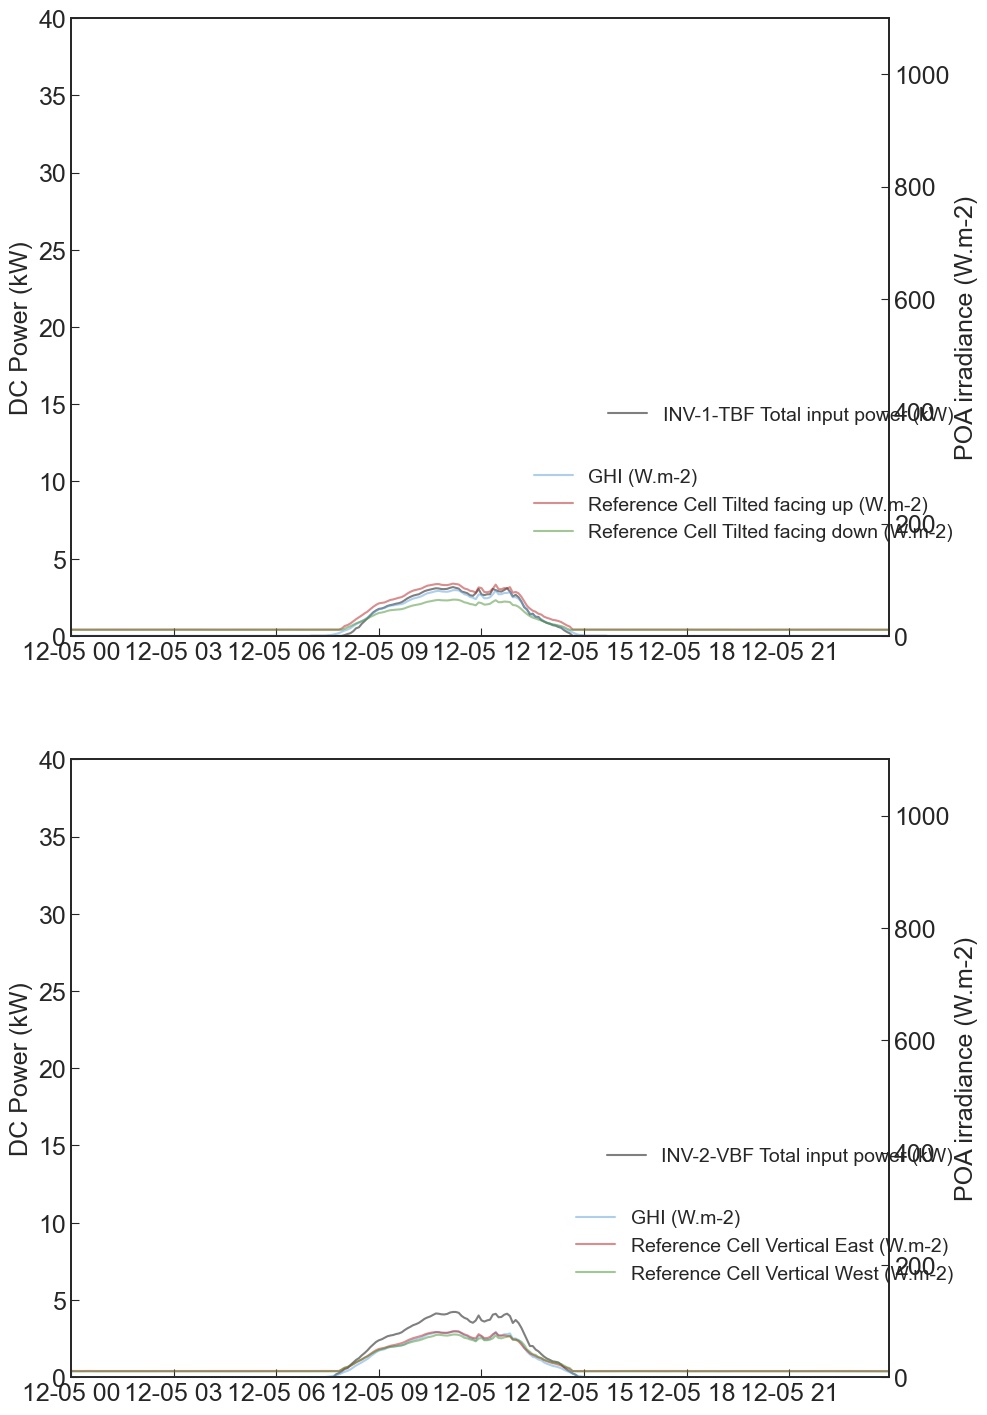 40
35
30
25
20
15
10
5
0
DC Power (kW)
1000
800
600
400
200
0
POA irradiance (W.m-2)
INV-1-TBF Total input power (kW)
GHI (W.m-2)
Reference Cell Tilted facing up (W.m-2)
Reference Cell Tilted facing down (W.m-2)
12-05 00 12-05 03 12-05 06 12-05 09 12-05 12 12-05 15 12-05 18 12-05 21
40
35
30
25
20
15
10
5
0
DC Power (kW)
1000
800
600
400
200
0
POA irradiance (W.m-2)
INV-2-VBF Total input power (kW)
GHI (W.m-2)
Reference Cell Vertical East (W.m-2)
Reference Cell Vertical West (W.m-2)
12-05 00 12-05 03 12-05 06 12-05 09 12-05 12 12-05 15 12-05 18 12-05 21